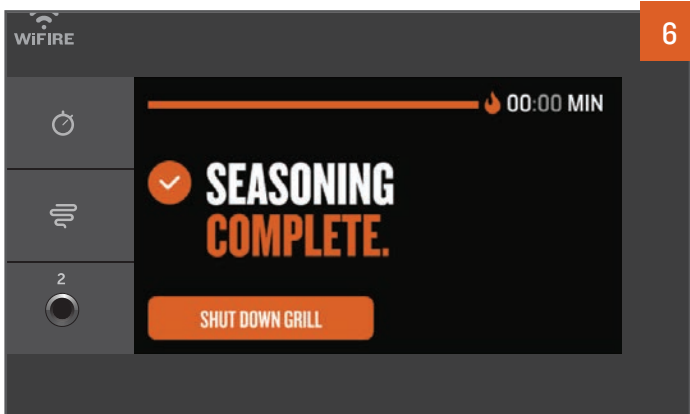 WiFIRE
6
00:00 MIN
SEASONING
COMPLETE.
2
SHUT DOWN GRILL